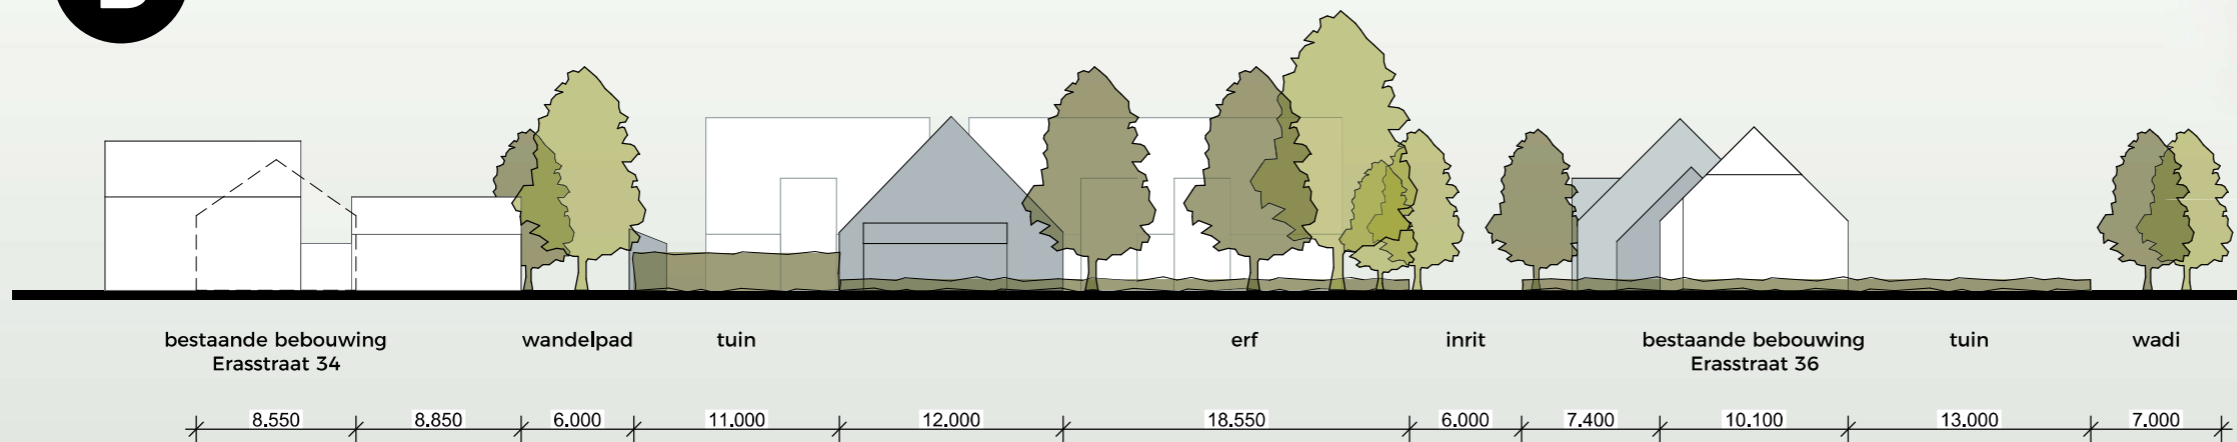 bestaande bebouwing
Erasstraat 34
wandelpad
tuin
erf
inrit
bestaande bebouwing
Erasstraat 36
tuin
wadi
8.550 8.850 6.000 11.000 12.000 18.550 6.000 7.400 10.100 13.000 7.000